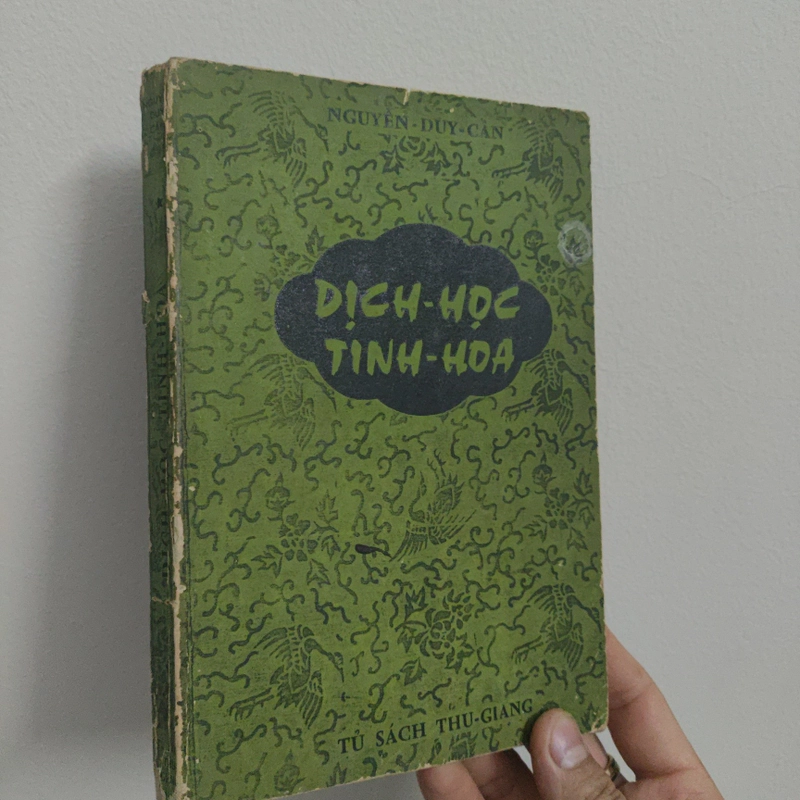 NGUYỄN-DUY-CẦN
DỊCH-HỌC
TINH-HOA
TỦ SÁCH THU-GIANG